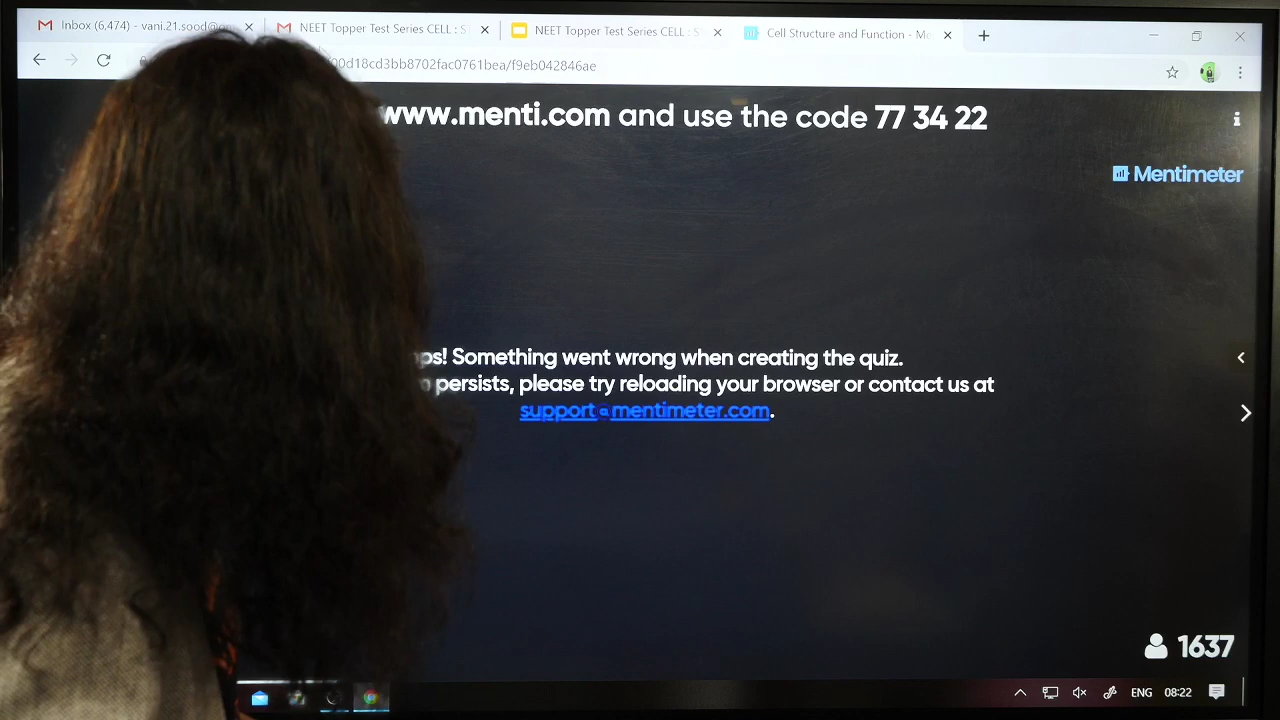 Inbox (6,474) - vani.21.sood@
NEET Topper Test Series CELL : S
NEET Topper Test Series CELL : S
Cell Structure and Function - Me
00d18cd3bb8702fac0761bea/f9eb042846ae
www.menti.com and use the code 77 34 22
Mentimeter
ps! Something went wrong when creating the quiz.
persists, please try reloading your browser or contact us at
support@mentimeter.com.
1637
ENG 08:22